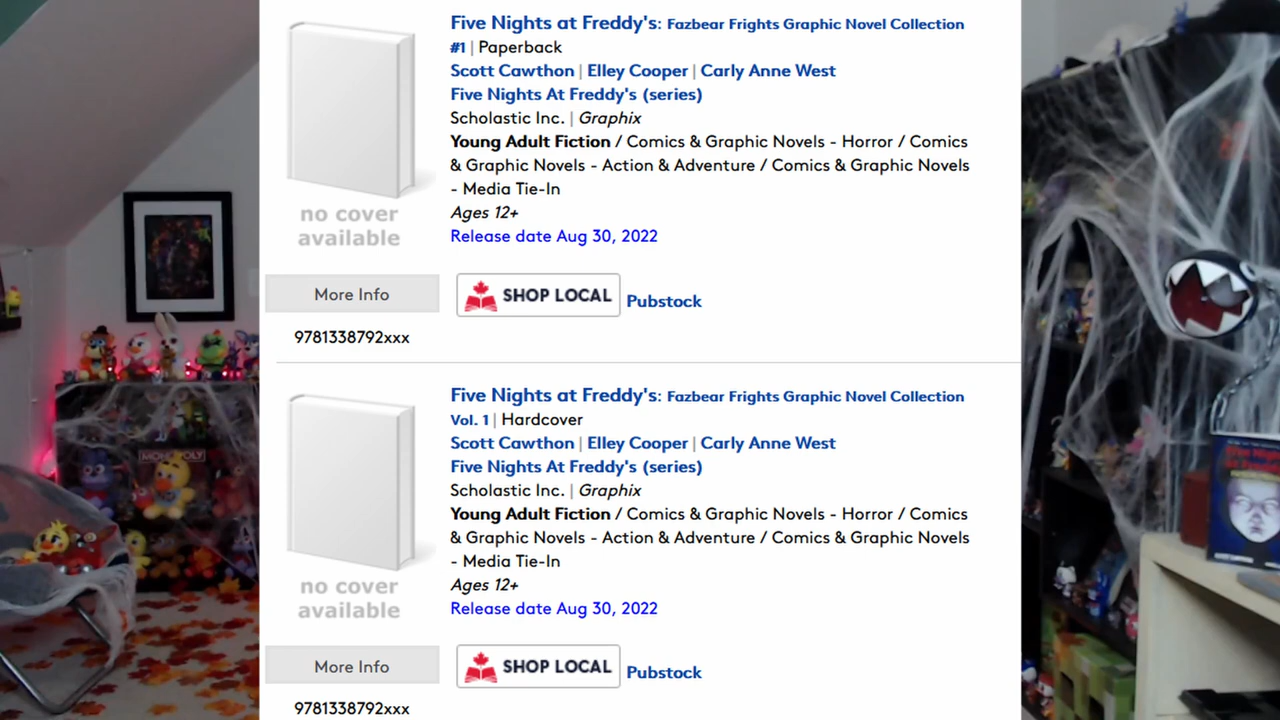 Five Nights at Freddy's: Fazbear Frights Graphic Novel Collection
#1 | Paperback
Scott Cawthon | Elley Cooper | Carly Anne West
Five Nights At Freddy's (series)
Scholastic Inc. | Graphix
Young Adult Fiction / Comics & Graphic Novels - Horror / Comics
& Graphic Novels - Action & Adventure / Comics & Graphic Novels
- Media Tie-In
Ages 12+
Release date Aug 30, 2022
no cover
available
More Info
SHOP LOCAL
Pubstock
9781338792xxx
Five Nights at Freddy's: Fazbear Frights Graphic Novel Collection
Vol. 1 | Hardcover
Scott Cawthon | Elley Cooper | Carly Anne West
Five Nights At Freddy's (series)
Scholastic Inc. | Graphix
Young Adult Fiction / Comics & Graphic Novels - Horror / Comics
& Graphic Novels - Action & Adventure / Comics & Graphic Novels
- Media Tie-In
Ages 12+
Release date Aug 30, 2022
no cover
available
More Info
SHOP LOCAL
Pubstock
9781338792xxx
MONOPOLY